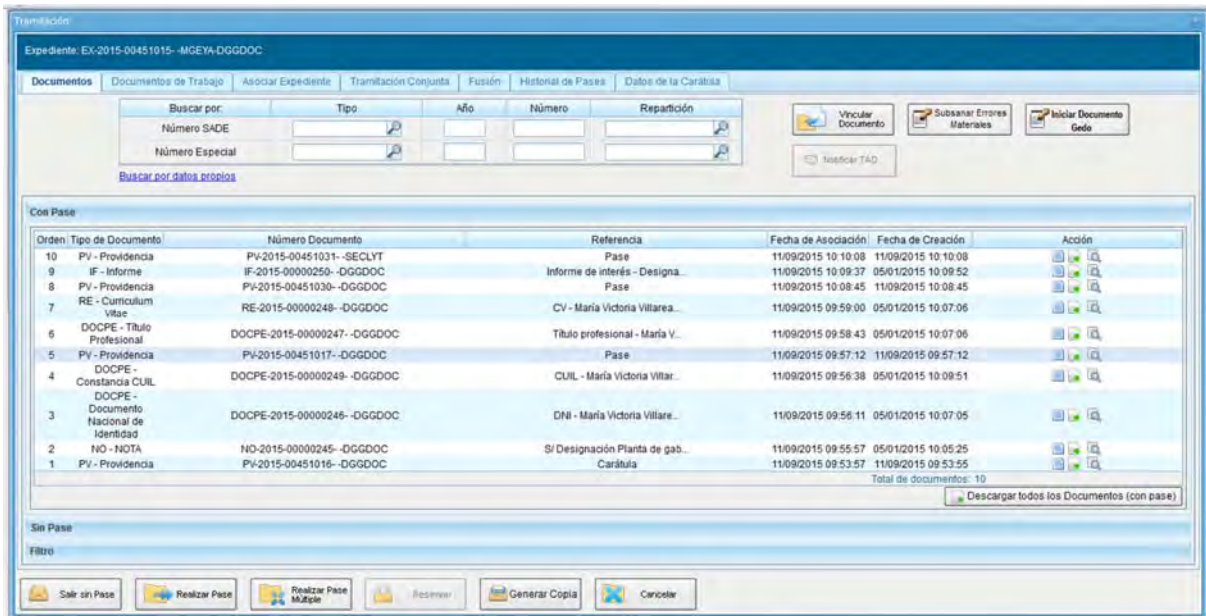 Tramitación
Expediente: EX-2015-00451015- -MGEYA-DGGDOC
Documentos Documentos de Trabajo Asociar Expediente Tramitación Conjunta Fusión Historial de Pases Datos de la Carátula
Buscar por: Tipo Año Número Repartición
Número SADE
Número Especial
Buscar por datos propios
Vincular Documento
Subsanar Errores Materiales
Iniciar Documento Gedo
Notificar TAD
Con Pase
Orden Tipo de Documento Número Documento Referencia Fecha de Asociación Fecha de Creación Acción
10 PV - Providencia PV-2015-00451031- -SECLYT Pase 11/09/2015 10:10:08 11/09/2015 10:10:08
9 IF - Informe IF-2015-00000250- -DGGDOC Informe de interés - Designa... 11/09/2015 10:09:37 05/01/2015 10:09:52
8 PV - Providencia PV-2015-00451030- -DGGDOC Pase 11/09/2015 10:08:45 11/09/2015 10:08:45
7 RE - Curriculum Vitae RE-2015-00000248- -DGGDOC CV - María Victoria Villarea... 11/09/2015 09:59:00 05/01/2015 10:07:06
6 DOCPE - Título Profesional DOCPE-2015-00000247- -DGGDOC Título profesional - María V... 11/09/2015 09:58:43 05/01/2015 10:07:06
5 PV - Providencia PV-2015-00451017- -DGGDOC Pase 11/09/2015 09:57:12 11/09/2015 09:57:12
4 DOCPE - Constancia CUIL DOCPE-2015-00000249- -DGGDOC CUIL - María Victoria Villar... 11/09/2015 09:56:38 05/01/2015 10:09:51
3 DOCPE - Documento Nacional de Identidad DOCPE-2015-00000246- -DGGDOC DNI - María Victoria Villare... 11/09/2015 09:56:11 05/01/2015 10:07:05
2 NO - NOTA NO-2015-00000245- -DGGDOC S/ Designación Planta de gab... 11/09/2015 09:55:57 05/01/2015 10:05:25
1 PV - Providencia PV-2015-00451016- -DGGDOC Carátula 11/09/2015 09:53:57 11/09/2015 09:53:55
Total de documentos: 10
Descargar todos los Documentos (con pase)
Sin Pase
Filtro
Salir sin Pase Realizar Pase Realizar Pase Múltiple Reservar Generar Copia Cancelar